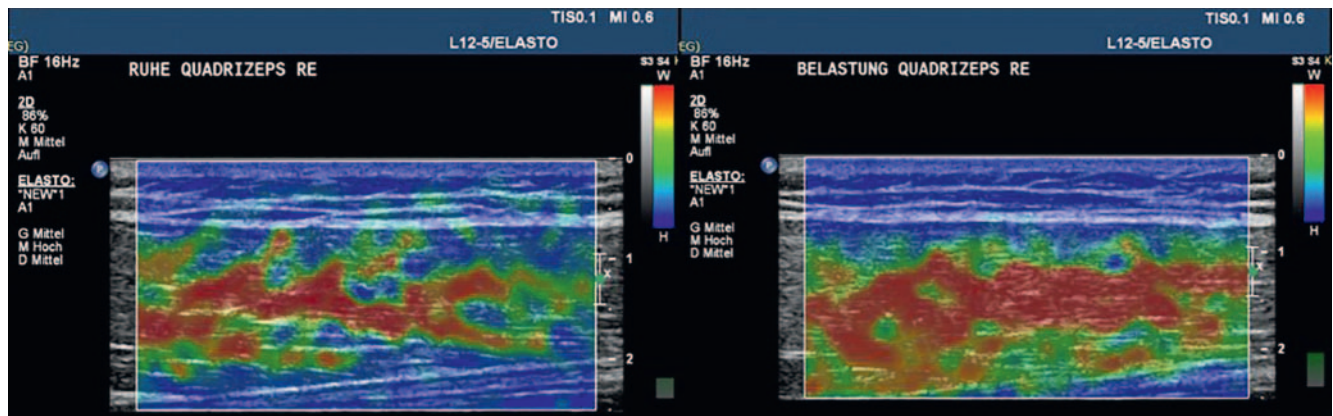 TIS0.1 MI 0.6
L12-5/ELASTO
EG)
BF 16Hz
A1
RUHE QUADRIZEPS RE
S3 S4
W
2D
86%
K 60
M Mittel
Aufl
P
0
ELASTO:
"NEW"1
A1
G Mittel
M Hoch
D Mittel
H
1
X
2
TIS0.1 MI 0.6
L12-5/ELASTO
EG)
BF 16Hz
A1
BELASTUNG QUADRIZEPS RE
S3 S4 K
W
2D
86%
K 60
M Mittel
Aufl
P
0
ELASTO:
"NEW"1
A1
G Mittel
M Hoch
D Mittel
H
1
X
2